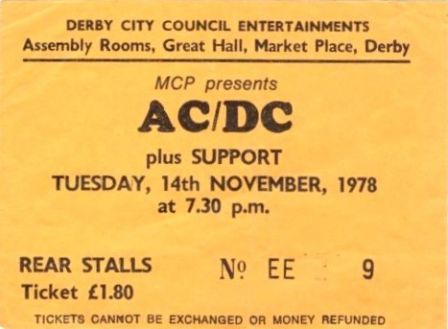 DERBY CITY COUNCIL ENTERTAINMENTS
Assembly Rooms, Great Hall, Market Place, Derby
MCP presents
AC/DC
plus SUPPORT
TUESDAY, 14th NOVEMBER, 1978
at 7.30 p.m.
REAR STALLS Nº EE 9
Ticket £1.80
TICKETS CANNOT BE EXCHANGED OR MONEY REFUNDED